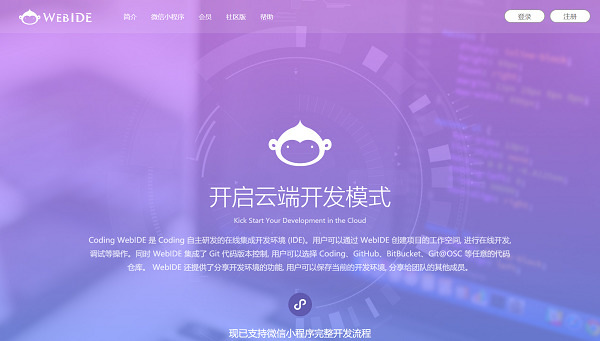 WEBIDE
简介 微信小程序 会员 社区版 帮助
登录 注册
开启云端开发模式
Kick Start Your Development in the Cloud
Coding WebIDE 是 Coding 自主研发的在线集成开发环境 (IDE)。用户可以通过 WebIDE 创建项目的工作空间, 进行在线开发,
调试等操作。同时 WebIDE 集成了 Git 代码版本控制, 用户可以选择 Coding、GitHub、BitBucket、Git@OSC 等任意的代码
仓库。 WebIDE 还提供了分享开发环境的功能, 用户可以保存当前的开发环境, 分享给团队的其他成员。
现已支持微信小程序完整开发流程